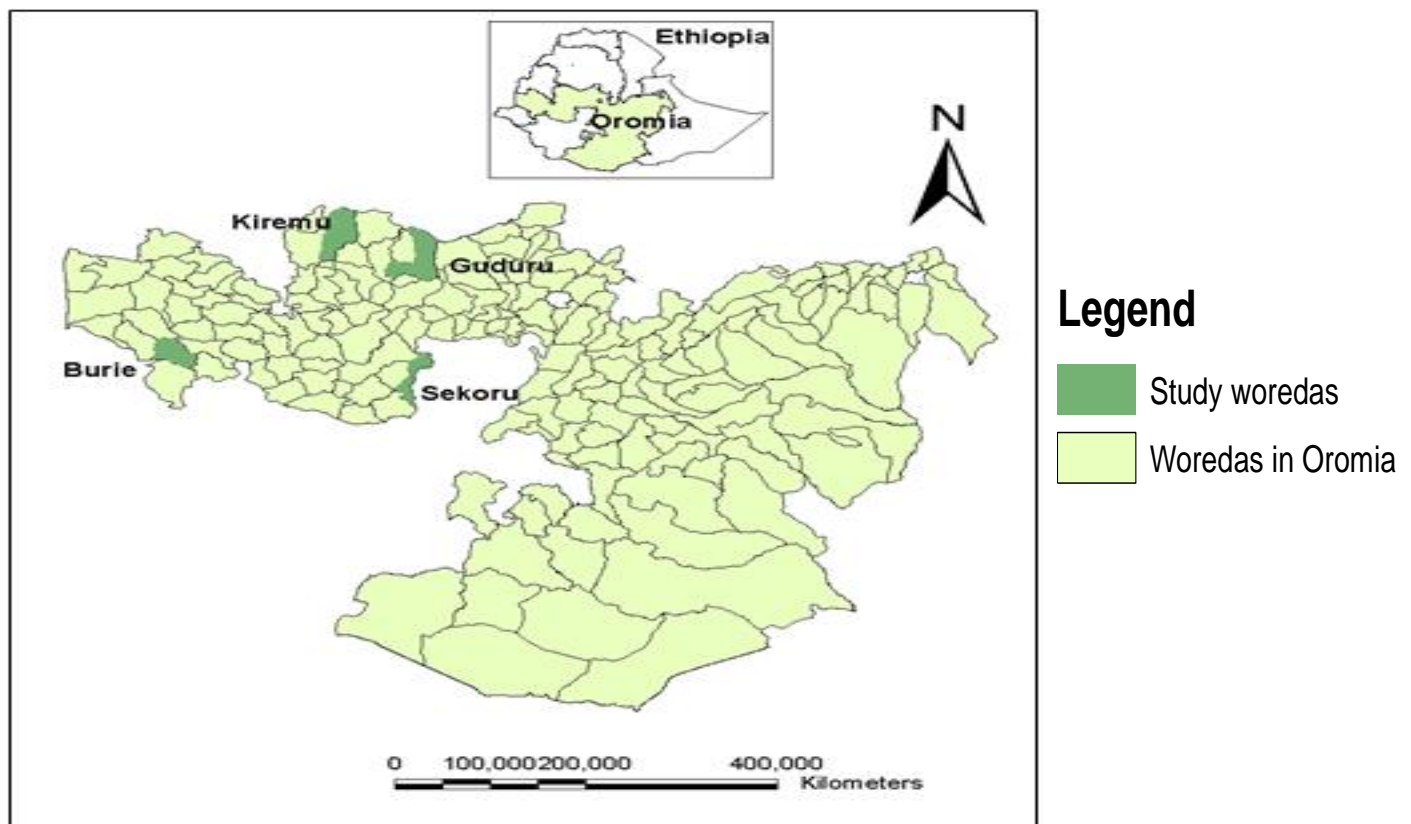 Ethiopia
Oromia
N
Kiremu
Guduru
Burie
Sekoru
Legend
Study woredas
Woredas in Oromia
0 100,000 200,000 400,000
Kilometers